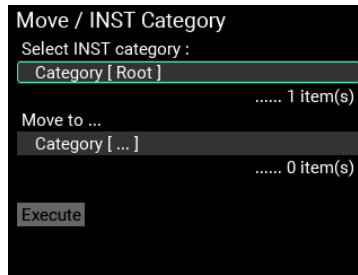 Move / INST Category
Select INST category :
Category [ Root ]
...... 1 item(s)
Move to ...
Category [ ... ]
...... 0 item(s)
Execute